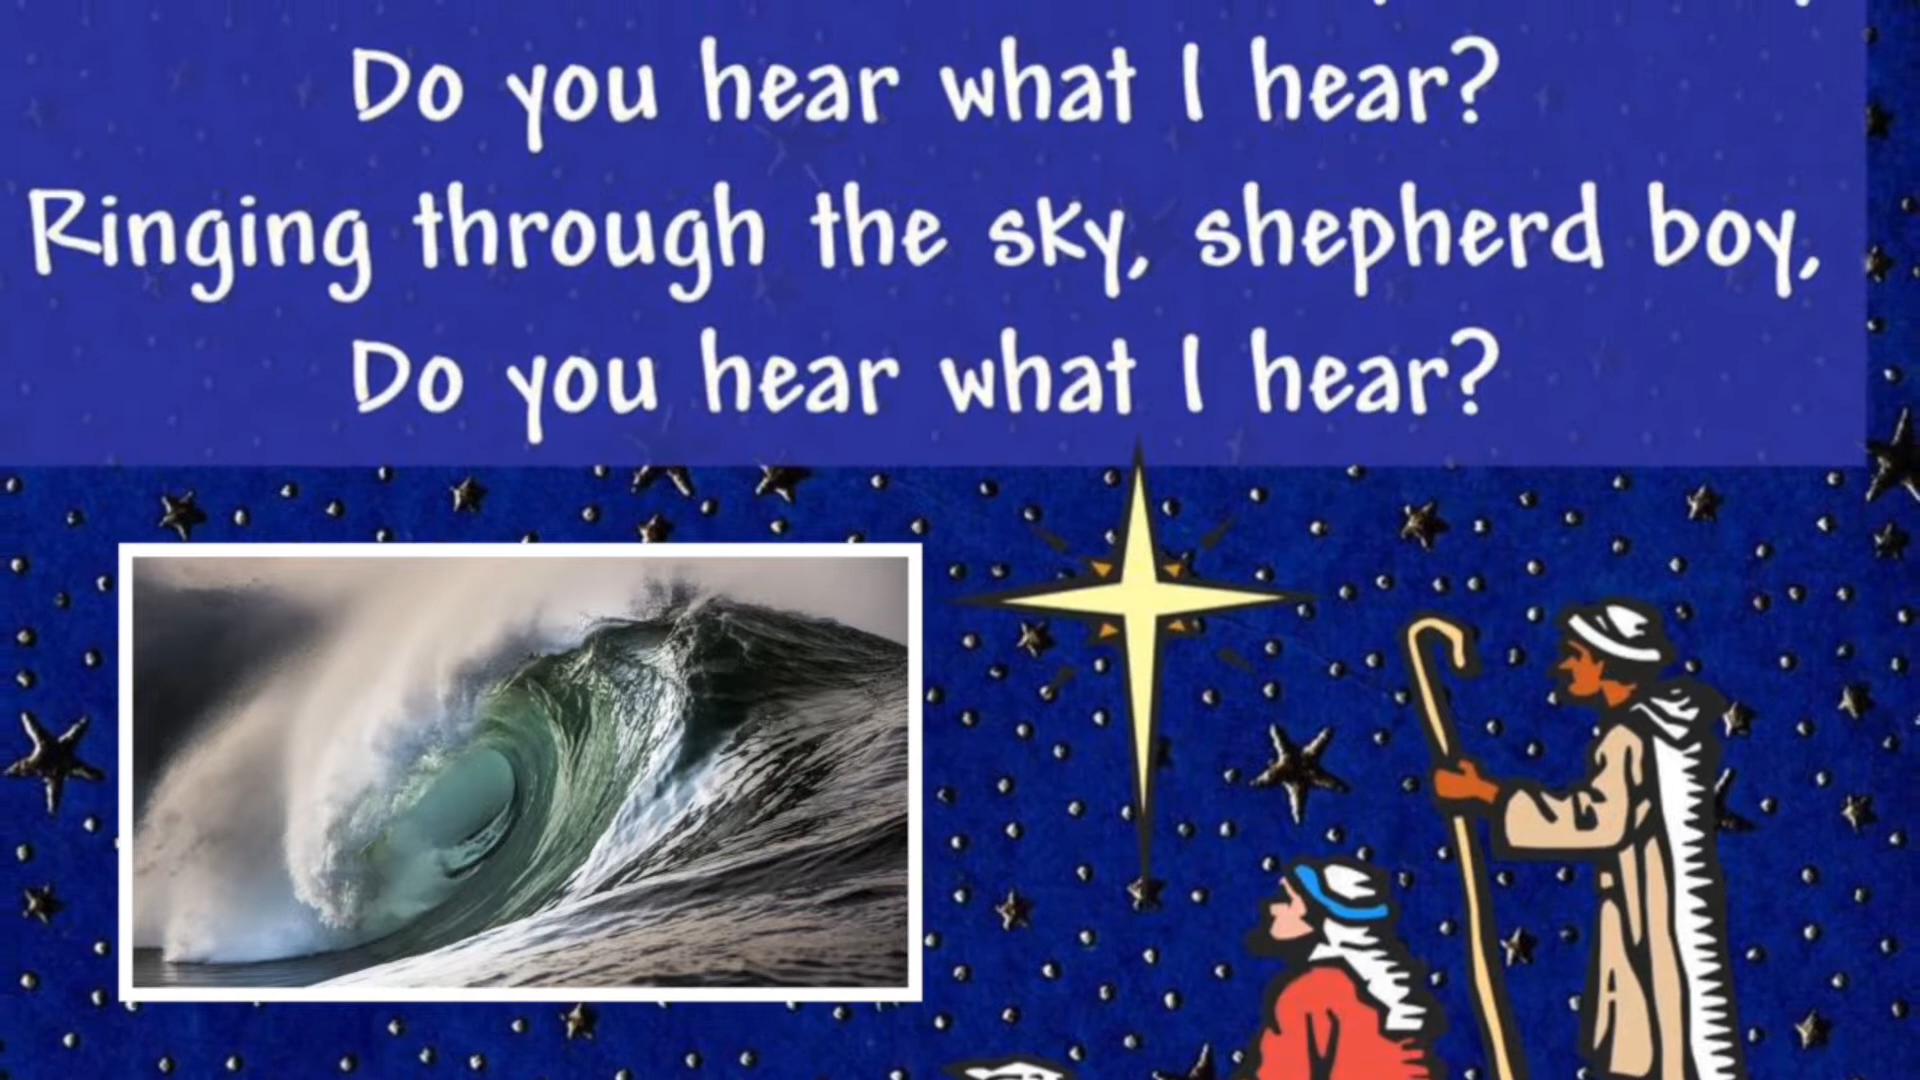 Do you hear what I hear?
Ringing through the sky, shepherd boy,
Do you hear what I hear?